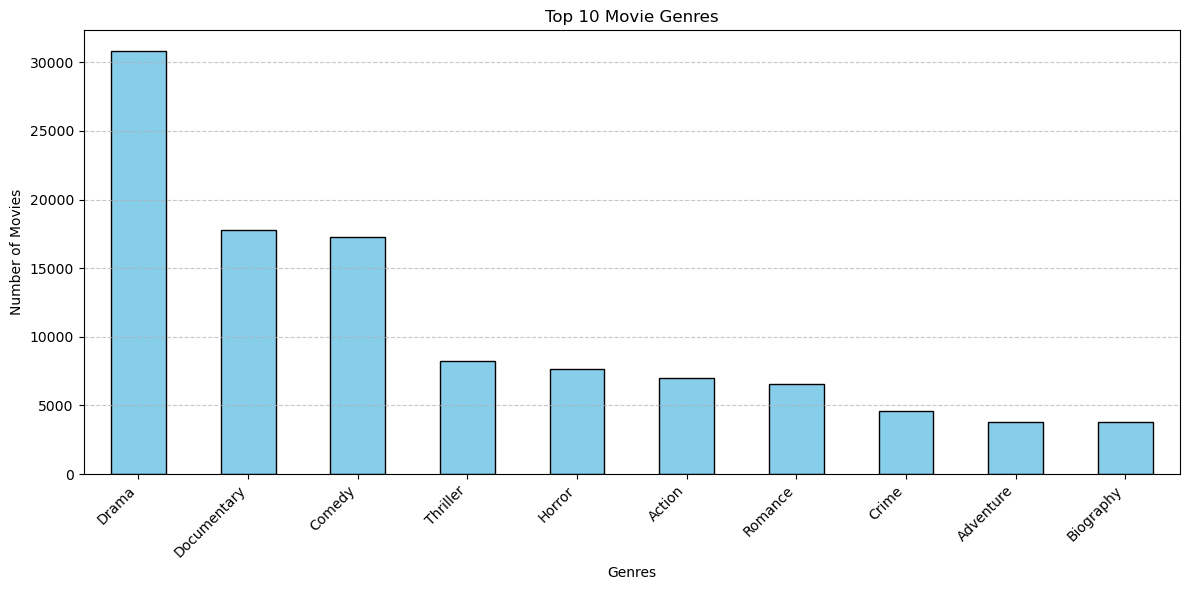 Top 10 Movie Genres
Number of Movies
30000
25000
20000
15000
10000
5000
0
Drama
Documentary
Comedy
Thriller
Horror
Action
Romance
Crime
Adventure
Biography
Genres